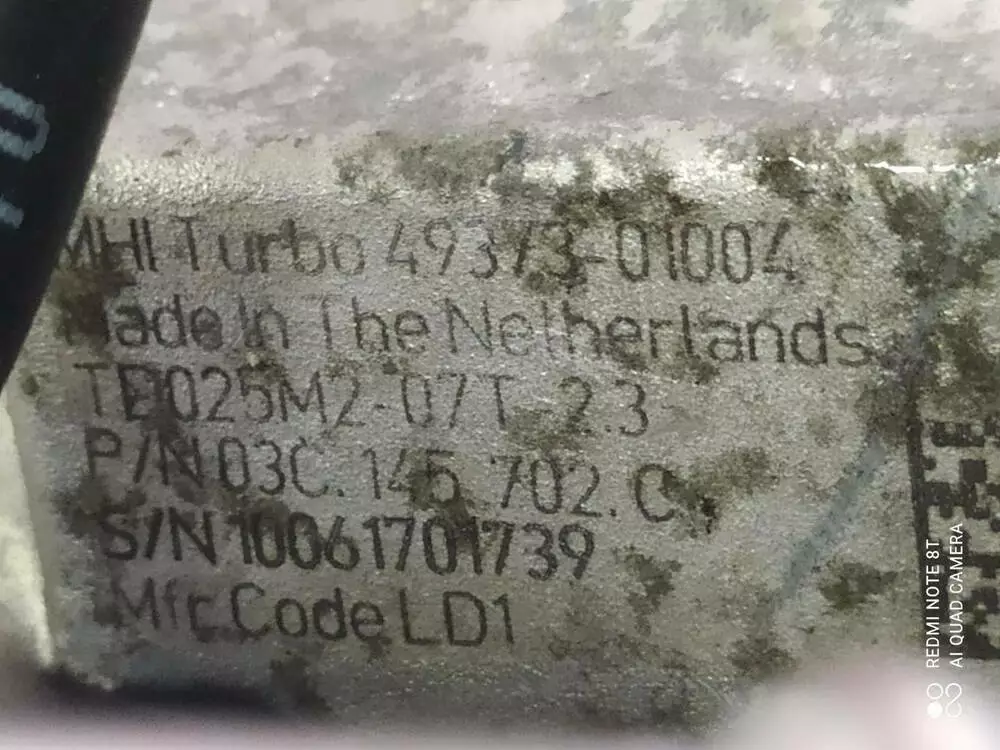 MHI Turbo 49373-01004
Made In The Netherlands
TD025M2-07T-2.3
P/N 03C.145.702.C
S/N 10061701739
Mfr.Code LD1
REDMI NOTE 8T
AI QUAD CAMERA